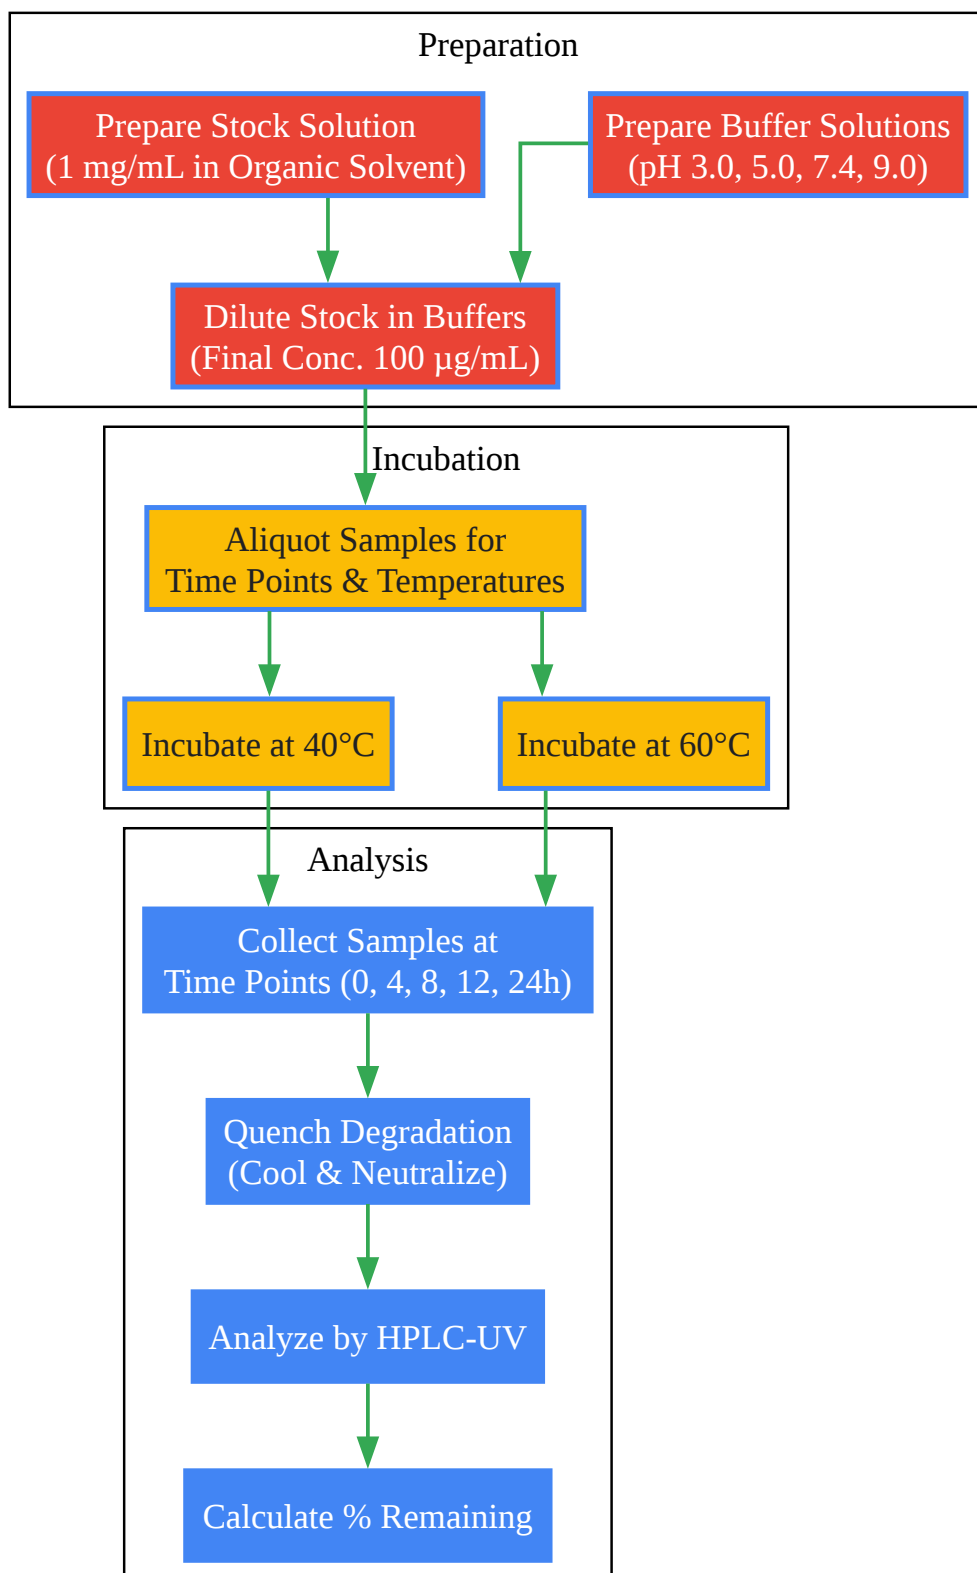 Preparation
Prepare Stock Solution
(1 mg/mL in Organic Solvent)
Prepare Buffer Solutions
(pH 3.0, 5.0, 7.4, 9.0)
Dilute Stock in Buffers
(Final Conc. 100 µg/mL)
Incubation
Aliquot Samples for
Time Points & Temperatures
Incubate at 40°C
Incubate at 60°C
Analysis
Collect Samples at
Time Points (0, 4, 8, 12, 24h)
Quench Degradation
(Cool & Neutralize)
Analyze by HPLC-UV
Calculate % Remaining